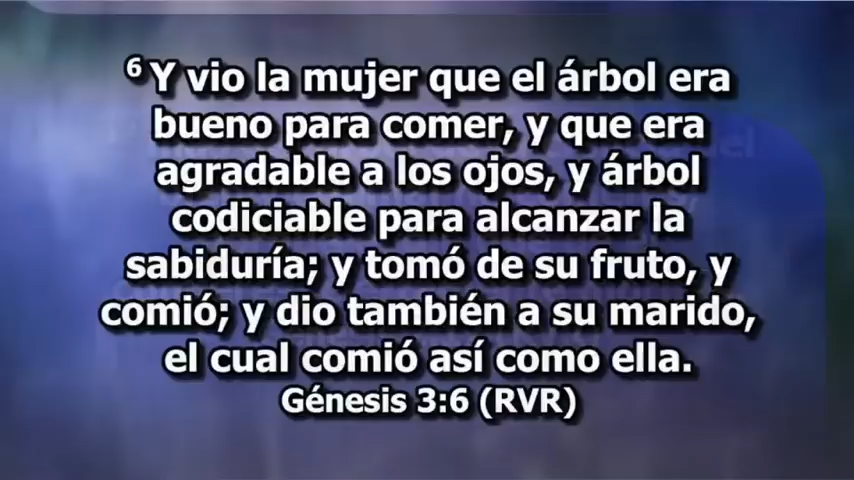 6 Y vio la mujer que el árbol era
bueno para comer, y que era
agradable a los ojos, y árbol
codiciable para alcanzar la
sabiduría; y tomó de su fruto, y
comió; y dio también a su marido,
el cual comió así como ella.
Génesis 3:6 (RVR)